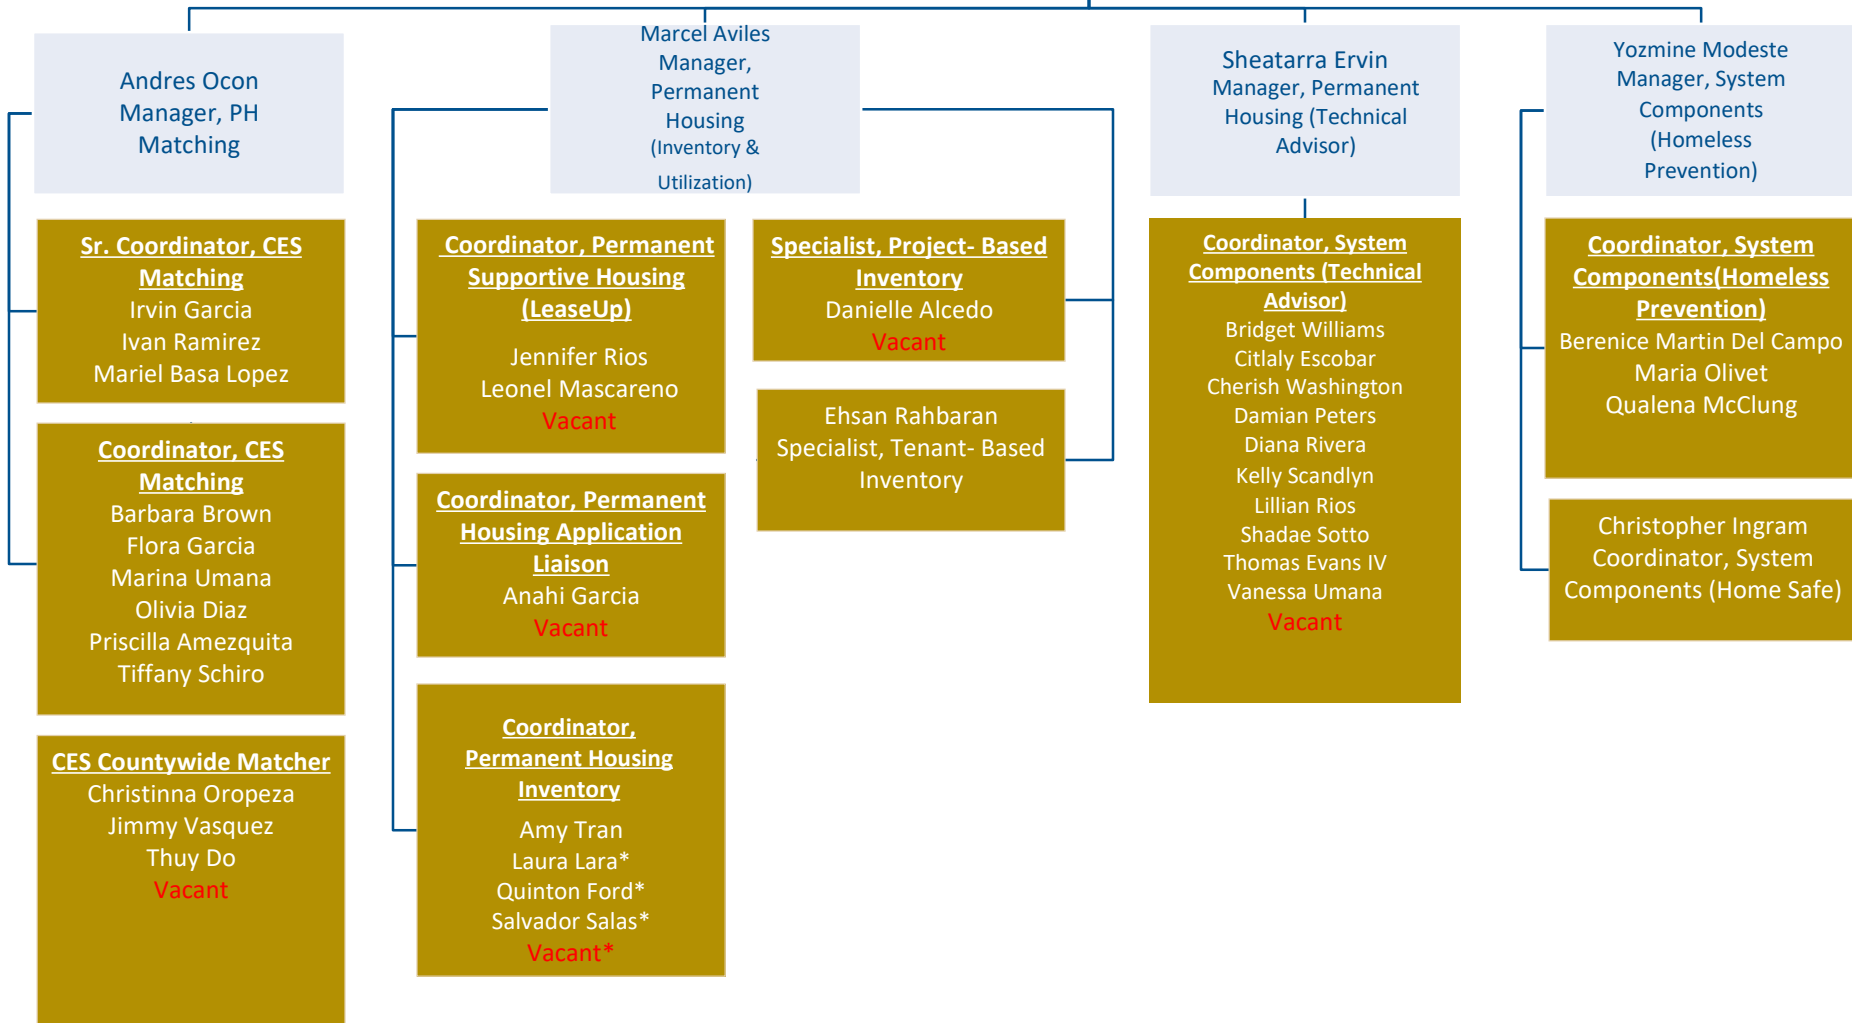 Andres Ocon
Manager, PH
Matching
Sr. Coordinator, CES
Matching
Irvin Garcia
Ivan Ramirez
Mariel Basa Lopez
Coordinator, CES
Matching
Barbara Brown
Flora Garcia
Marina Umana
Olivia Diaz
Priscilla Amezquita
Tiffany Schiro
CES Countywide Matcher
Christinna Oropeza
Jimmy Vasquez
Thuy Do
Vacant
Marcel Aviles
Manager,
Permanent
Housing
(Inventory &
Utilization)
Coordinator, Permanent
Supportive Housing
(LeaseUp)
Jennifer Rios
Leonel Mascareno
Vacant
Coordinator, Permanent
Housing Application
Liaison
Anahi Garcia
Vacant
Coordinator,
Permanent Housing
Inventory
Amy Tran
Laura Lara*
Quinton Ford*
Salvador Salas*
Vacant*
Specialist, Project- Based
Inventory
Danielle Alcedo
Vacant
Ehsan Rahbaran
Specialist, Tenant- Based
Inventory
Sheatarra Ervin
Manager, Permanent
Housing (Technical
Advisor)
Coordinator, System
Components (Technical
Advisor)
Bridget Williams
Citlaly Escobar
Cherish Washington
Damian Peters
Diana Rivera
Kelly Scandlyn
Lillian Rios
Shadae Sotto
Thomas Evans IV
Vanessa Umana
Vacant
Yozmine Modeste
Manager, System
Components
(Homeless
Prevention)
Coordinator, System
Components(Homeless
Prevention)
Berenice Martin Del Campo
Maria Olivet
Qualena McClung
Christopher Ingram
Coordinator, System
Components (Home Safe)